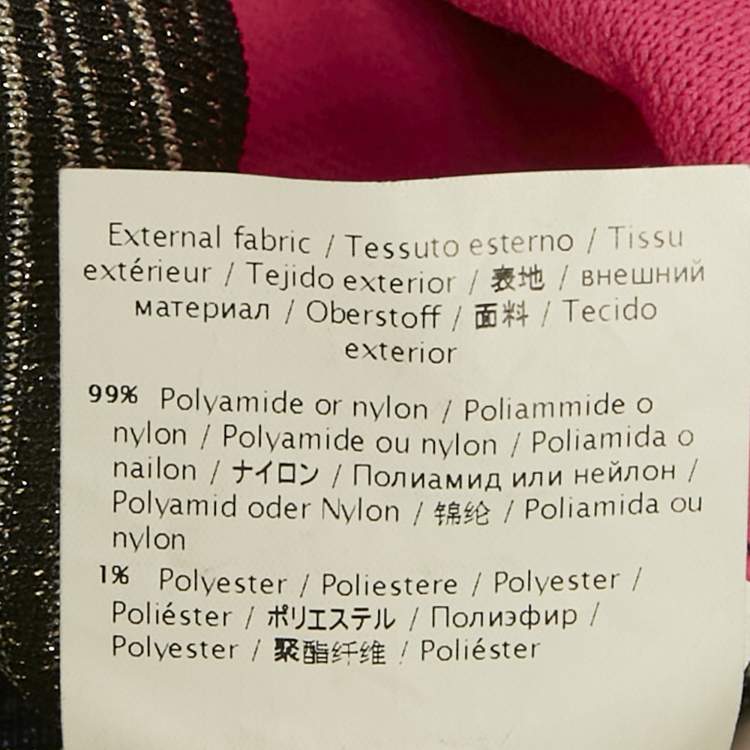 External fabric / Tessuto esterno / Tissu
extérieur / Tejido exterior / 表地 / внешний
материал / Oberstoff / 面料 / Tecido
exterior
99% Polyamide or nylon / Poliammide o
nylon / Polyamide ou nylon / Poliamida o
nailon / ナイロン / Полиамид или нейлон /
Polyamid oder Nylon / 锦纶 / Poliamida ou
nylon
1% Polyester / Poliestere / Polyester /
Poliéster / ポリエステル / Полиэфир /
Polyester / 聚酯纤维 / Poliéster